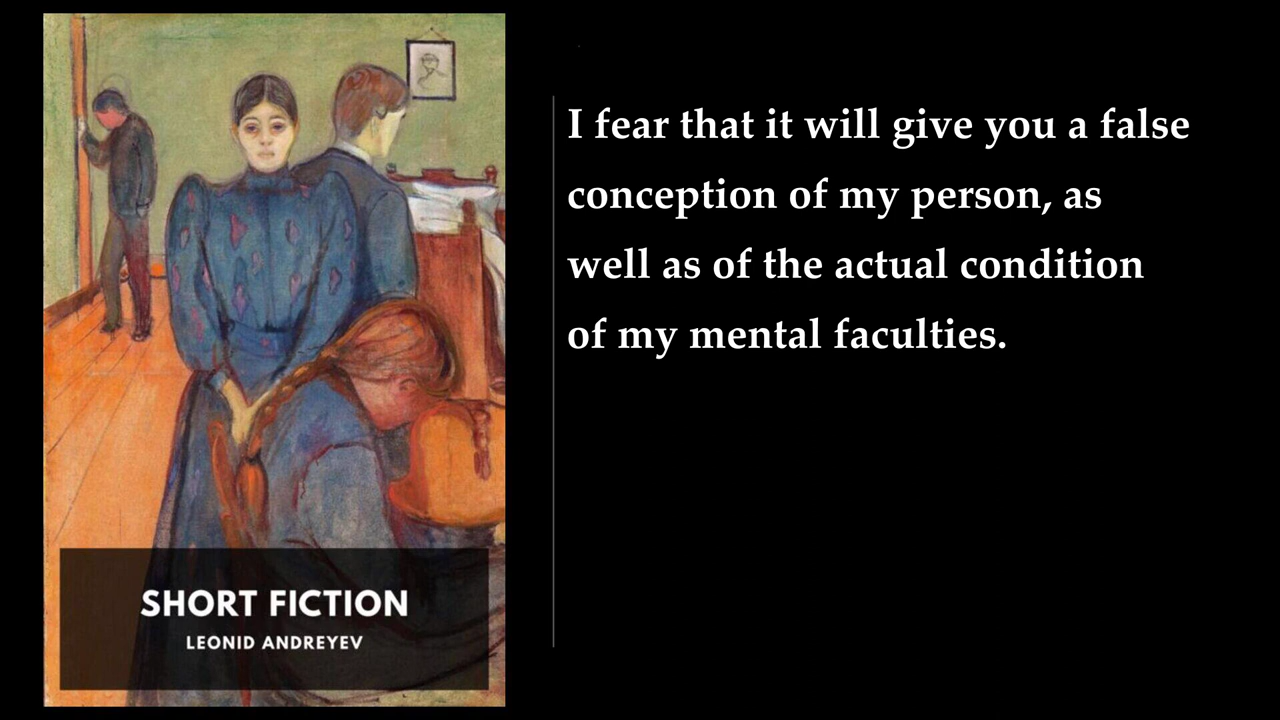 I fear that it will give you a false
conception of my person, as
well as of the actual condition
of my mental faculties.
SHORT FICTION
LEONID ANDREYEV